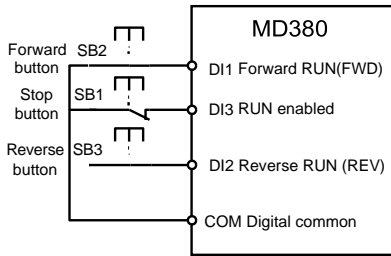 MD380
Forward button
SB2
DI1 Forward RUN(FWD)
Stop button
SB1
DI3 RUN enabled
Reverse button
SB3
DI2 Reverse RUN (REV)
COM Digital common